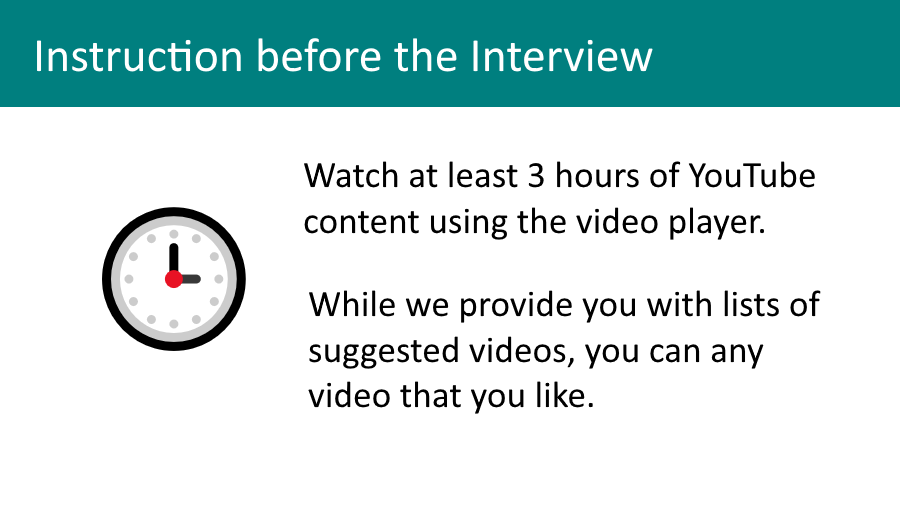 Instruction before the Interview
Watch at least 3 hours of YouTube
content using the video player.
While we provide you with lists of
suggested videos, you can any
video that you like.